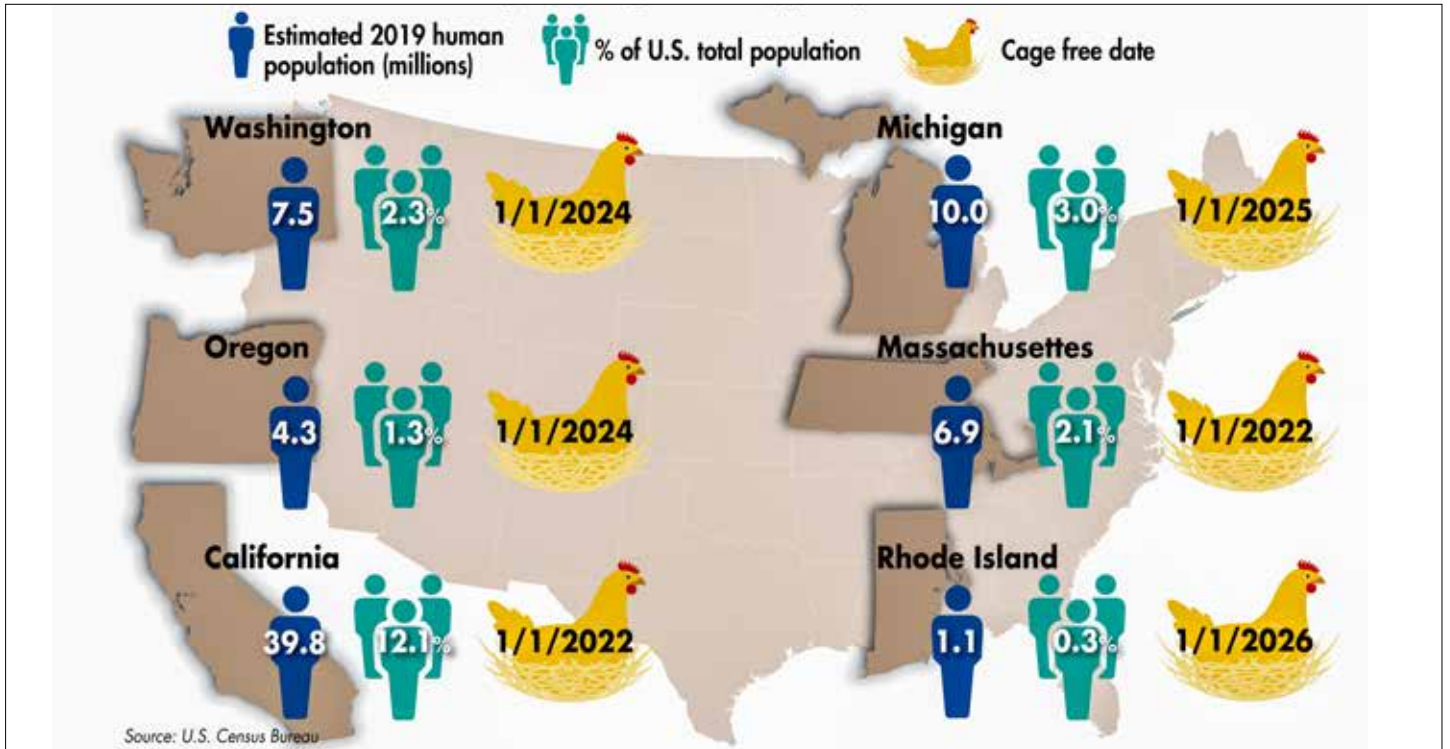 Estimated 2019 human
population (millions)
% of U.S. total population
Cage free date
Washington
7.5
2.3%
1/1/2024
Michigan
10.0
3.0%
1/1/2025
Oregon
4.3
1.3%
1/1/2024
Massachusettes
6.9
2.1%
1/1/2022
California
39.8
12.1%
1/1/2022
Rhode Island
1.1
0.3%
1/1/2026
Source: U.S. Census Bureau